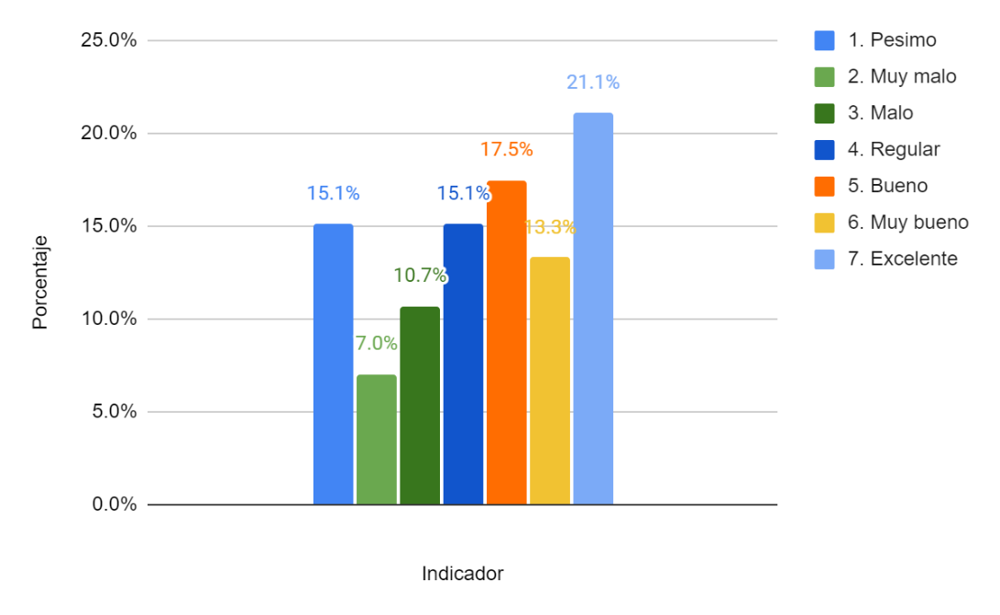 25.0%
20.0%
15.0%
10.0%
5.0%
0.0%
Porcentaje
15.1%
7.0%
10.7%
15.1%
17.5%
13.3%
21.1%
Indicador
1. Pesimo
2. Muy malo
3. Malo
4. Regular
5. Bueno
6. Muy bueno
7. Excelente